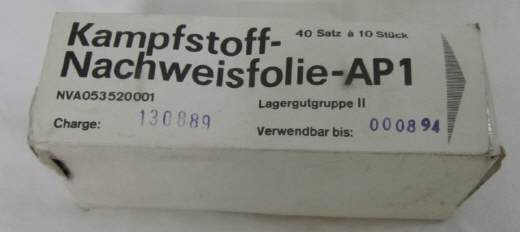 Kampfstoff-
40 Satz à 10 Stück
Nachweisfolie-AP1
NVA053520001
Lagergutgruppe II
Charge: 130889
Verwendbar bis: 000894